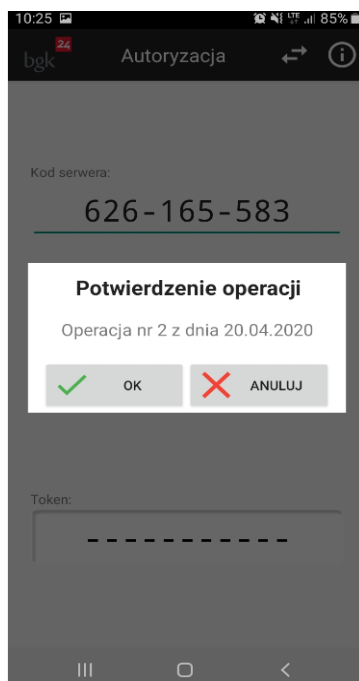 10:25 LTE 85%
24
bgk Autoryzacja
Kod serwera:
626-165-583
Potwierdzenie operacji
Operacja nr 2 z dnia 20.04.2020
OK ANULUJ
Token:
-----------